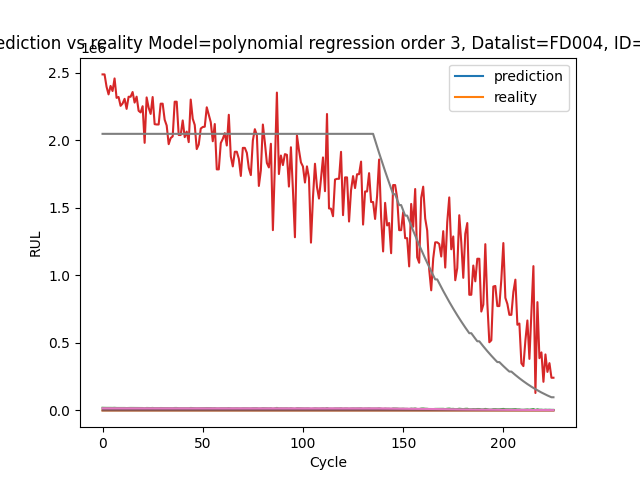 ediction vs reality Model=polynomial regression order 3, Datalist=FD004, ID=
1e6
prediction
reality
2.5
2.0
1.5
1.0
0.5
0.0
RUL
0 50 100 150 200
Cycle